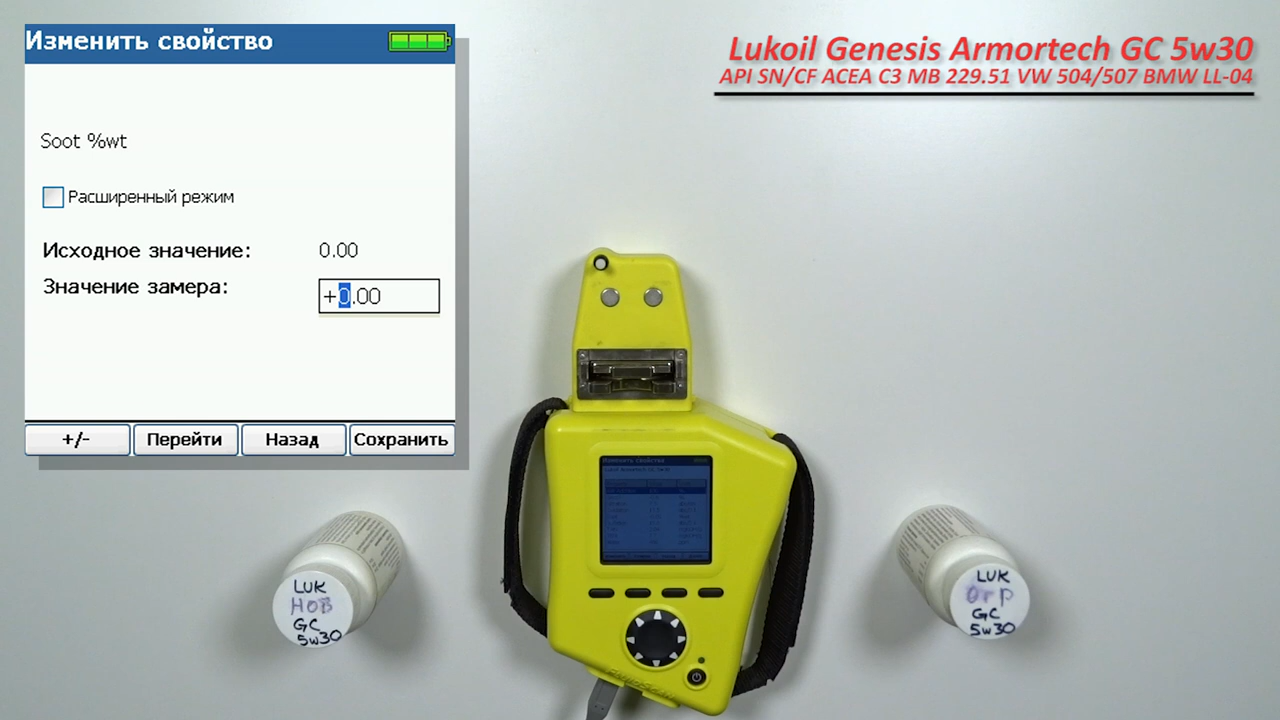 Изменить свойство
Soot %wt
Расширенный режим
Исходное значение: 0.00
Значение замера: +0.00
+/- Перейти Назад Сохранить
Lukoil Genesis Armortech GC 5w30
API SN/CF ACEA C3 MB 229.51 VW 504/507 BMW LL-04
Изменить свойство
LUK
НОВ
GC
5w30
LUK
Отр
GC
5w30